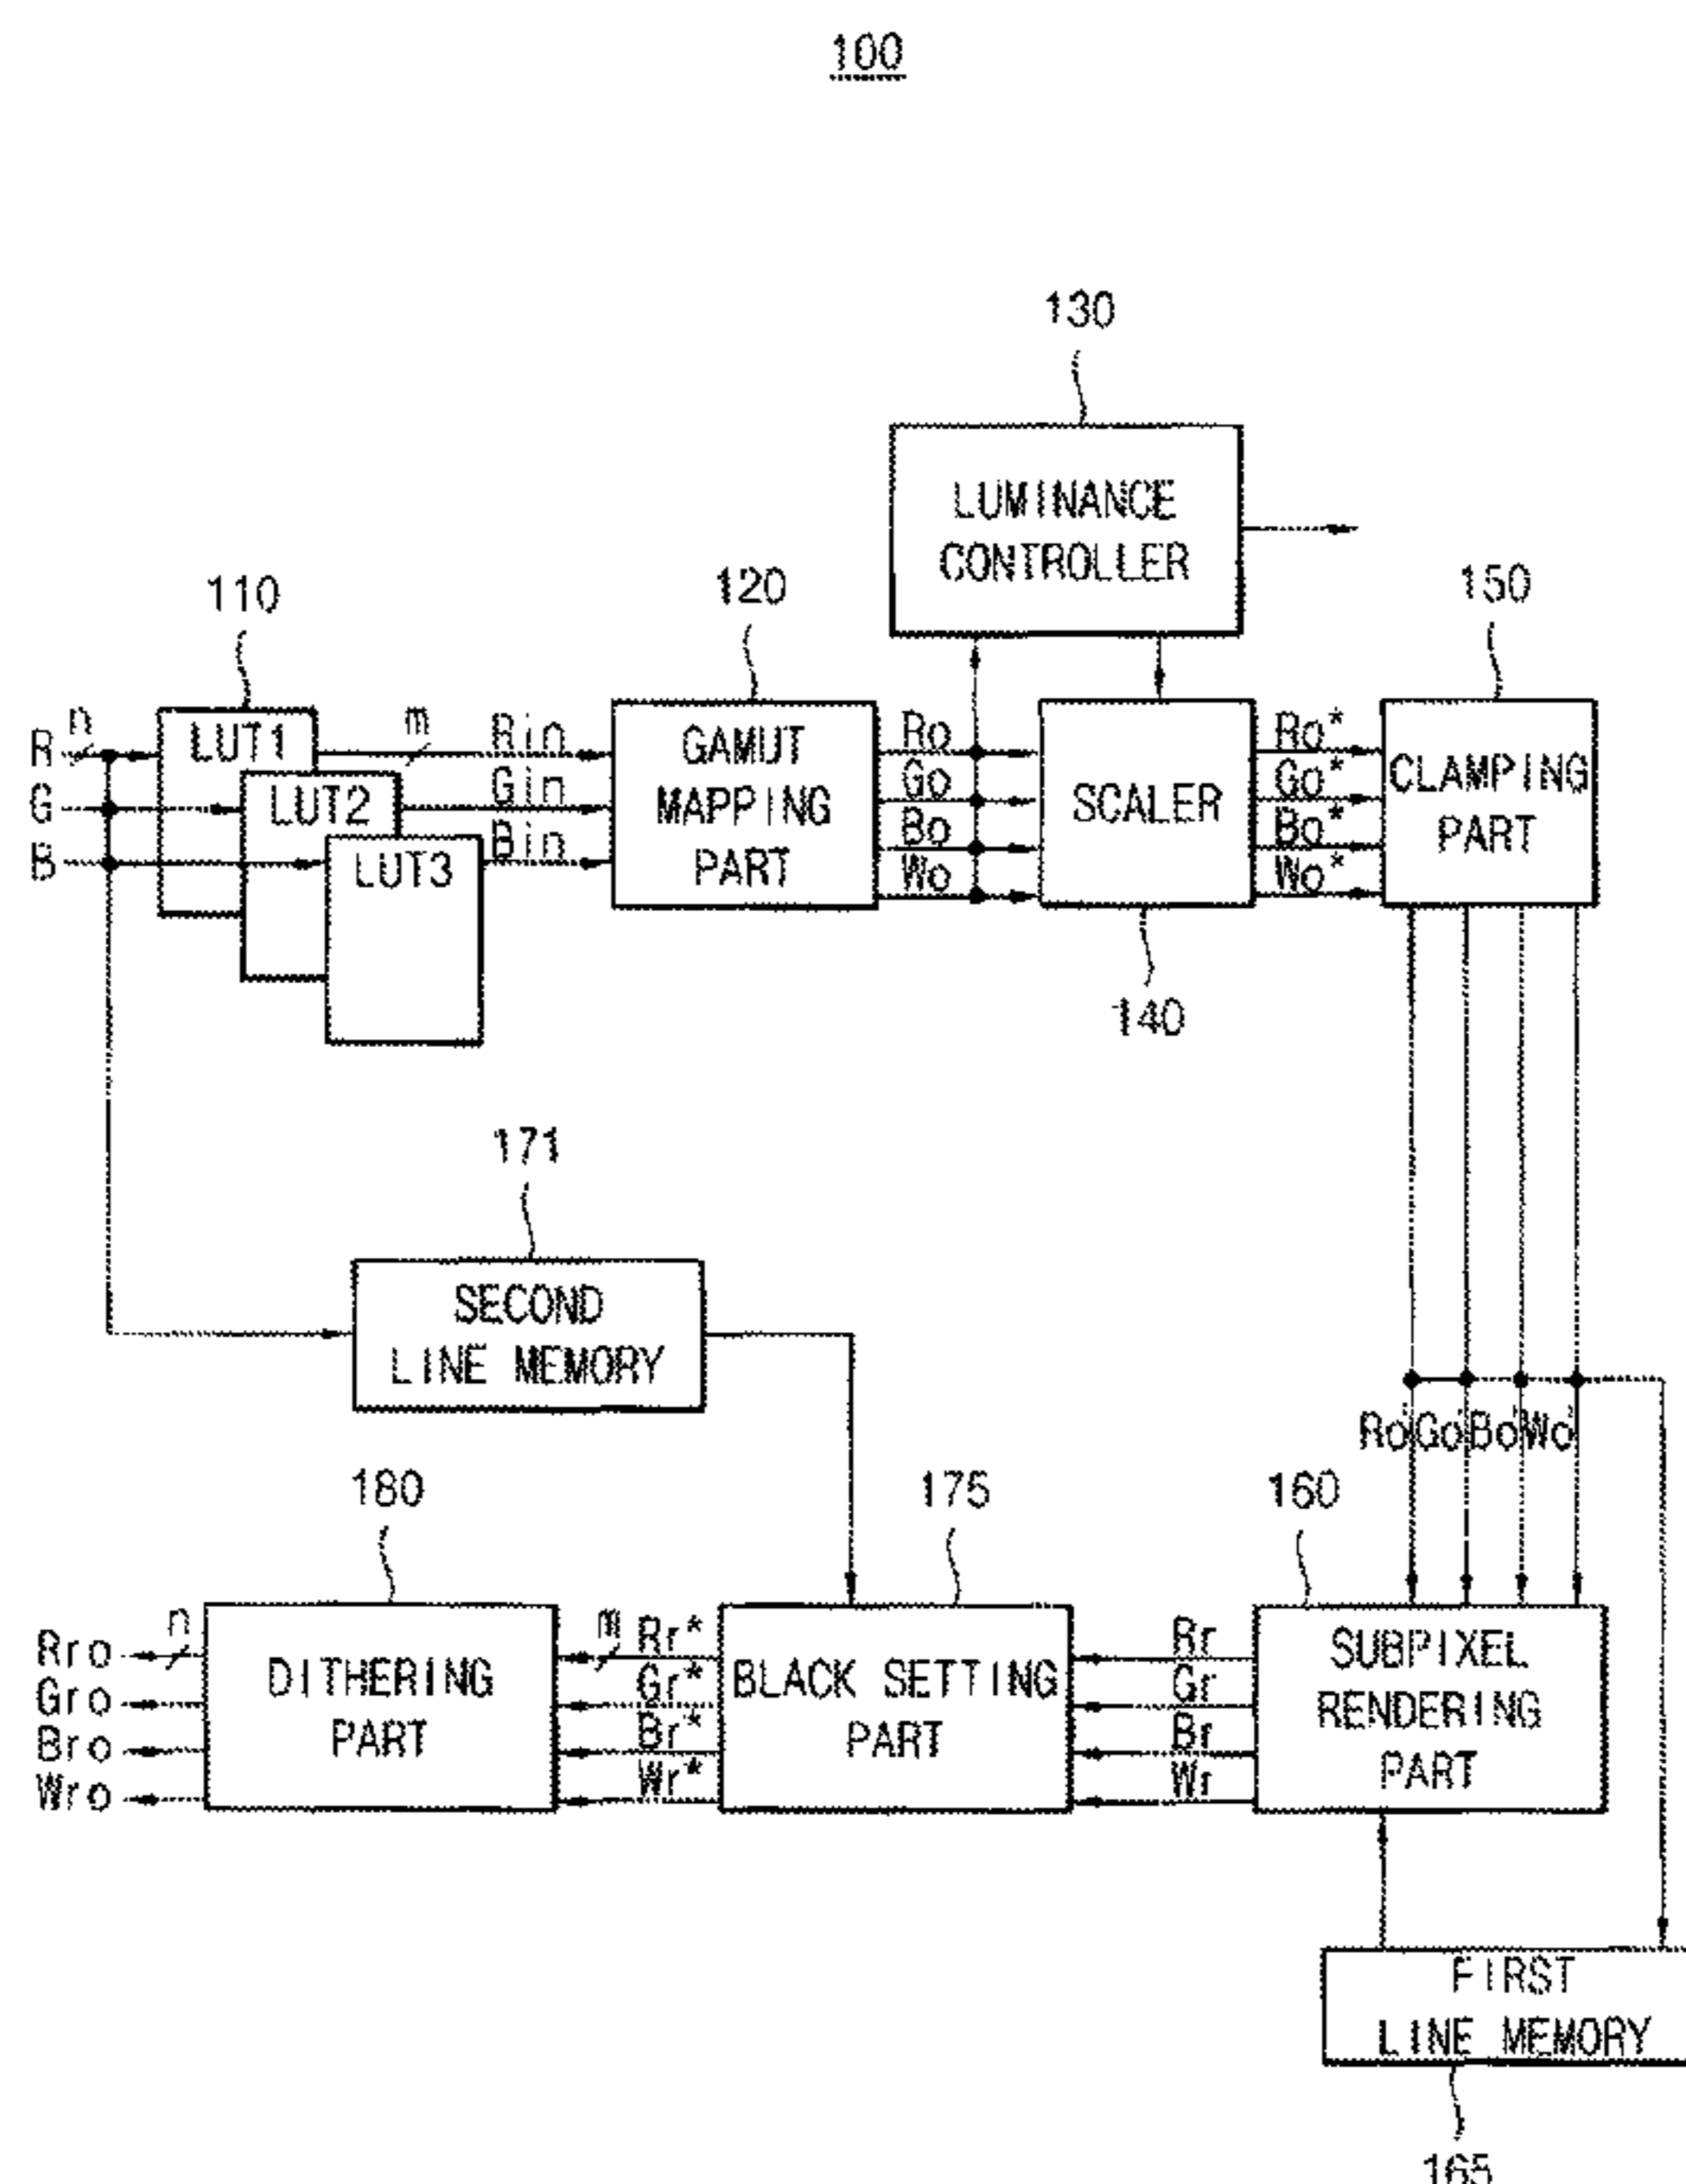 100
130
LUMINANCE
CONTROLLER
110
120
150
R
n
LUT1
m
Rin
GAMUT
MAPPING
PART
Ro
SCALER
Ro*
CLAMPING
PART
G
LUT2
Gin
Go
Go*
B
LUT3
Bin
Bo
Bo*
Wo
Wo*
140
171
SECOND
LINE MEMORY
Ro' Go' Bo' Wo'
180
175
160
Rro
n
DITHERING
PART
m
Rr*
BLACK SETTING
PART
Rr
SUBPIXEL
RENDERING
PART
Gro
Gr*
Gr
Bro
Br*
Br
Wro
Wr*
Wr
FIRST
LINE MEMORY
165